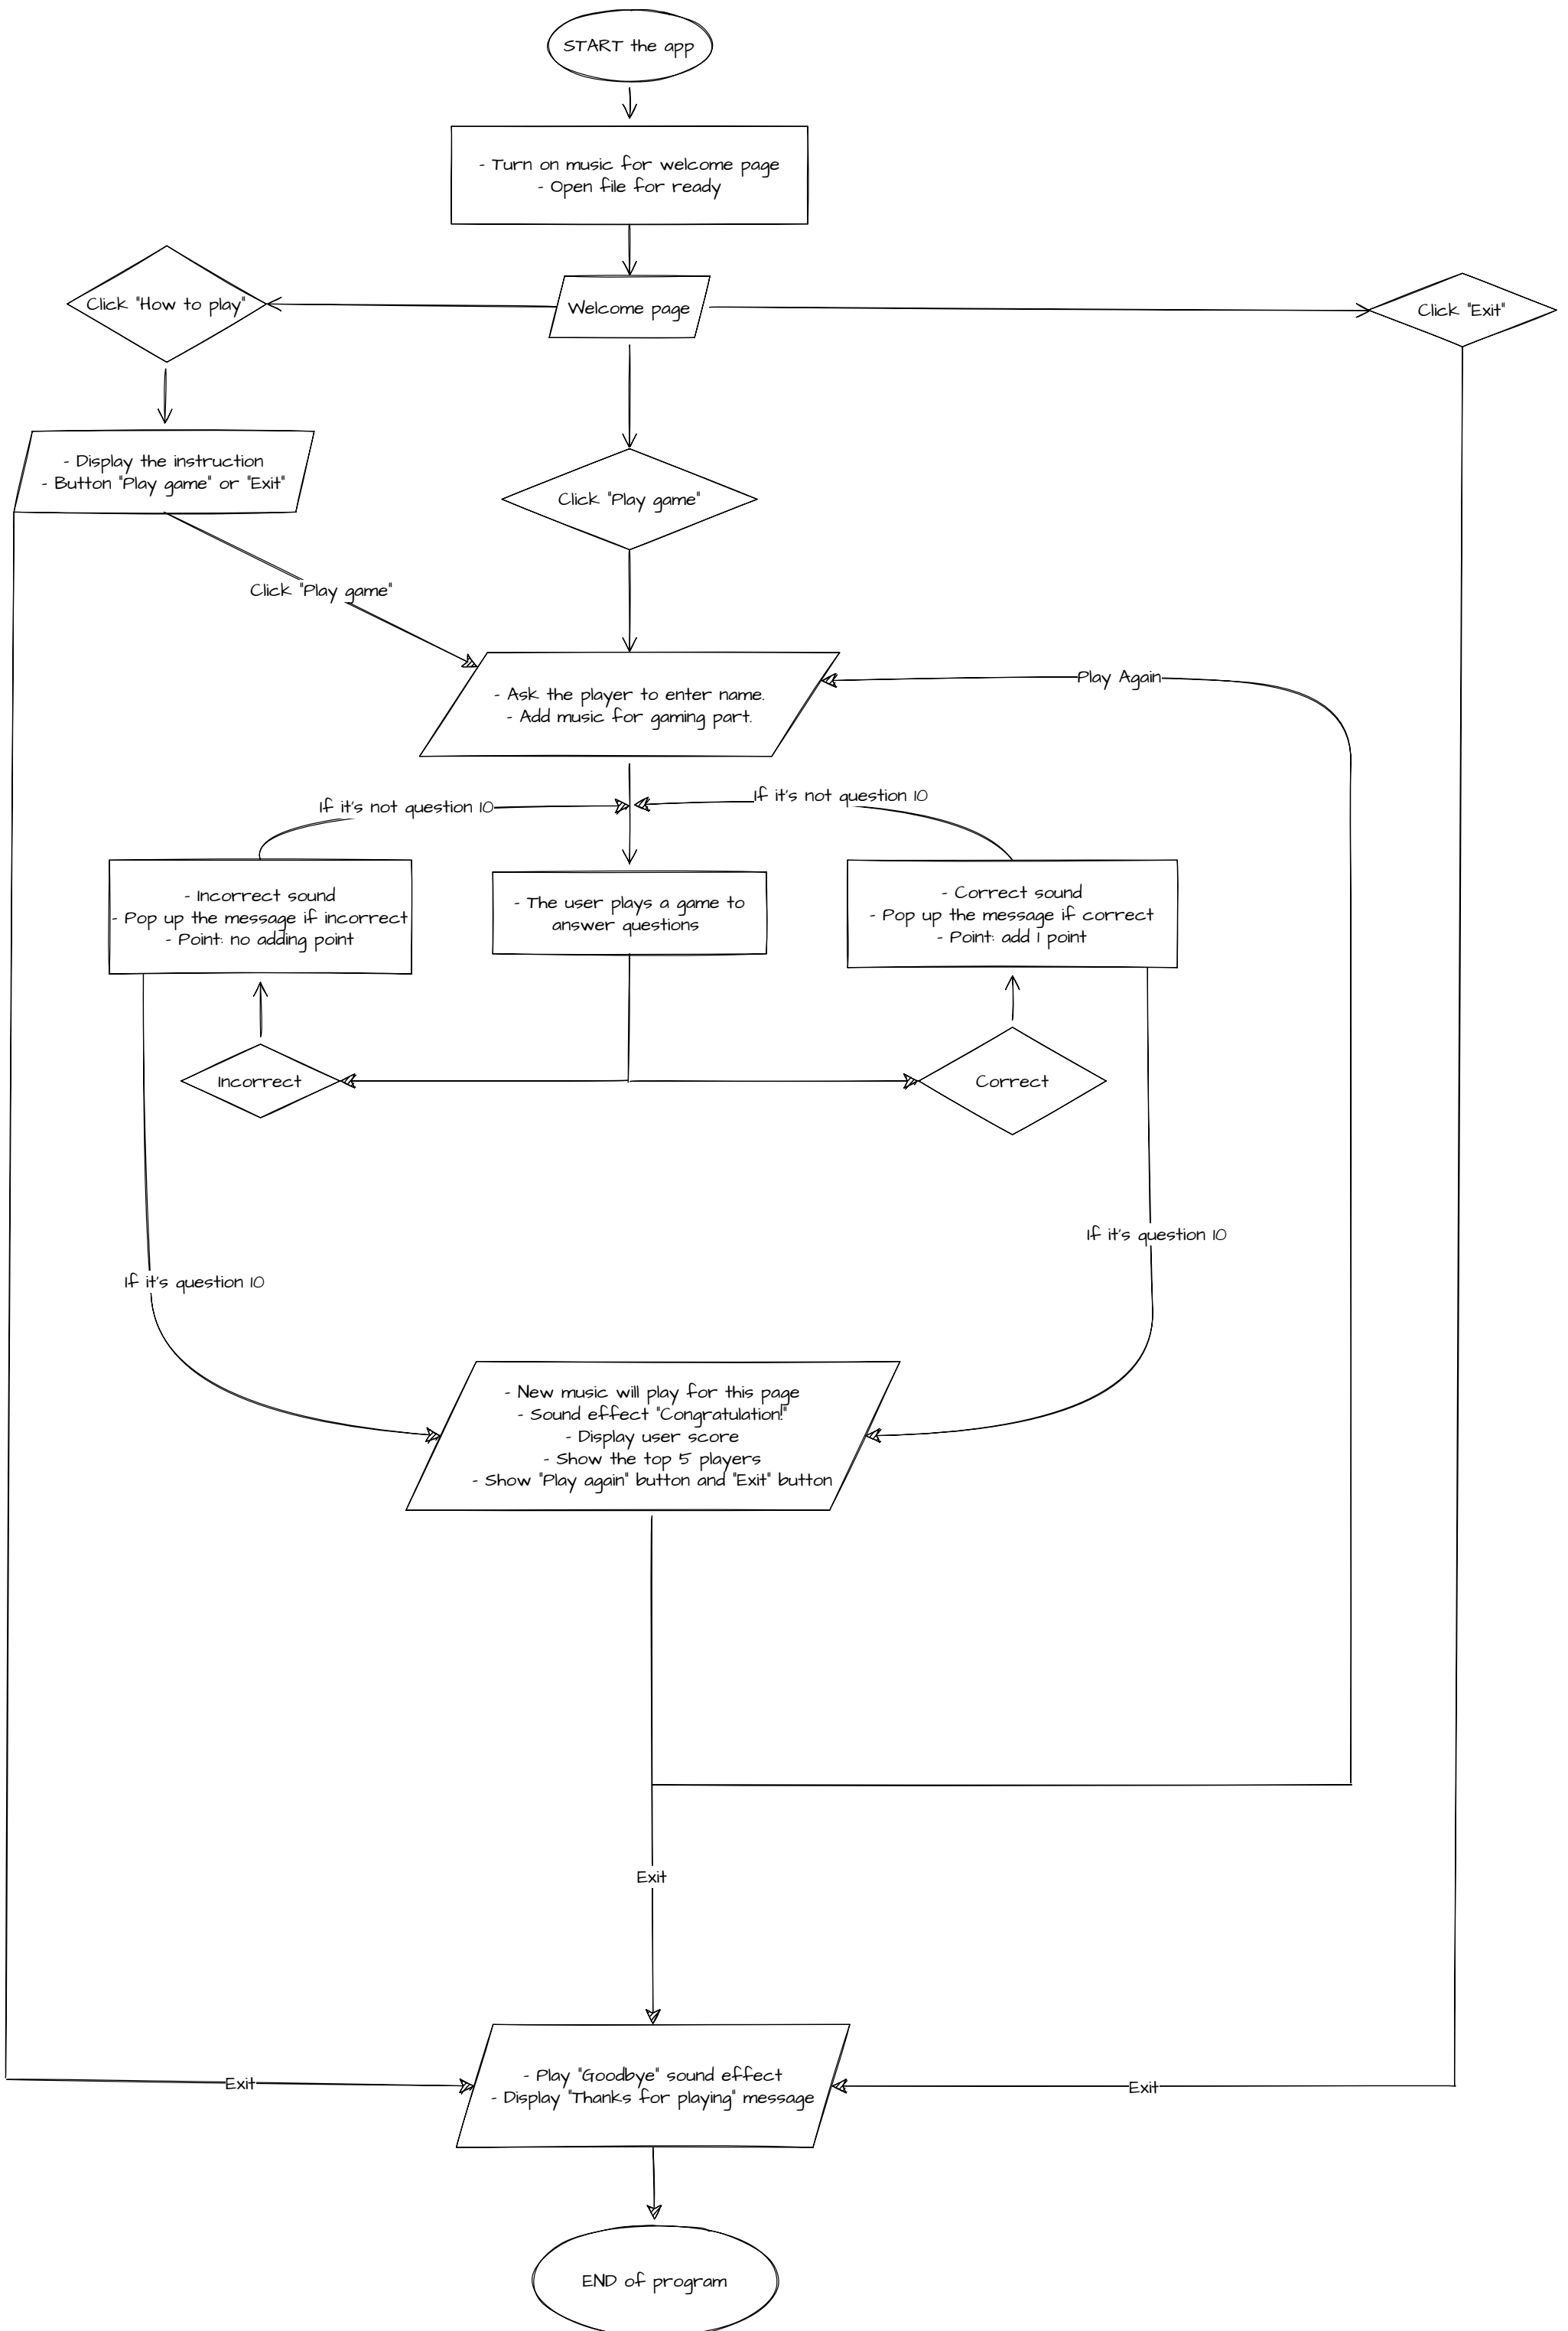 START the app
- Turn on music for welcome page
- Open file for ready
Click "How to play"
Welcome page
Click "Exit"
- Display the instruction
- Button "Play game" or "Exit"
Click "Play game"
Click "Play game"
- Ask the player to enter name.
- Add music for gaming part.
Play Again
If it's not question 10
If it's not question 10
- Incorrect sound
- Pop up the message if incorrect
- Point: no adding point
- The user plays a game to
answer questions
- Correct sound
- Pop up the message if correct
- Point: add 1 point
Incorrect
Correct
If it's question 10
If it's question 10
- New music will play for this page
- Sound effect "Congratulation!"
- Display user score
- Show the top 5 players
- Show "Play again" button and "Exit" button
Exit
- Play "Goodbye" sound effect
- Display "Thanks for playing" message
Exit
Exit
END of program